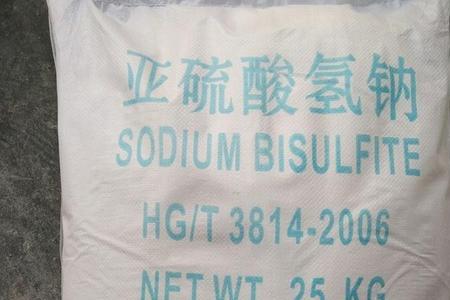 亚硫酸氢钠
SODIUM BISULFITE
HG/T 3814-2006
NET WT 25 KG